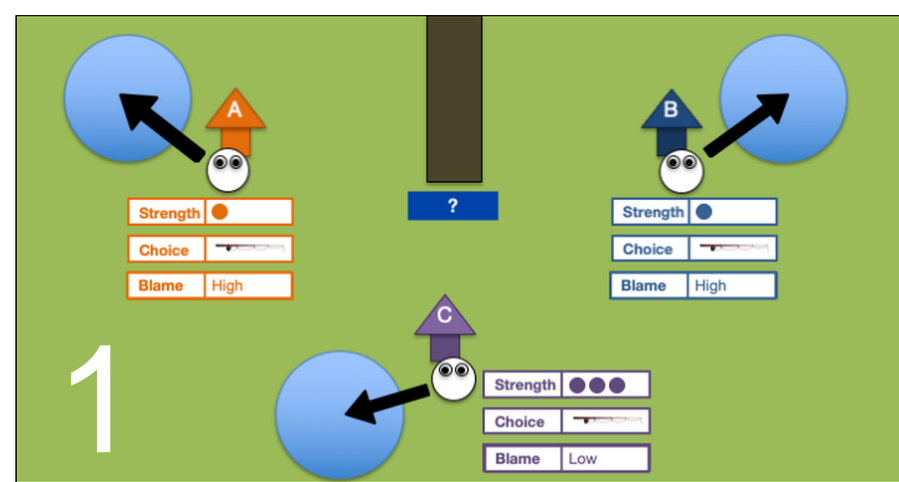 A
B
?
Strength
Choice
Blame High
Strength
Choice
Blame High
C
1
Strength
Choice
Blame Low